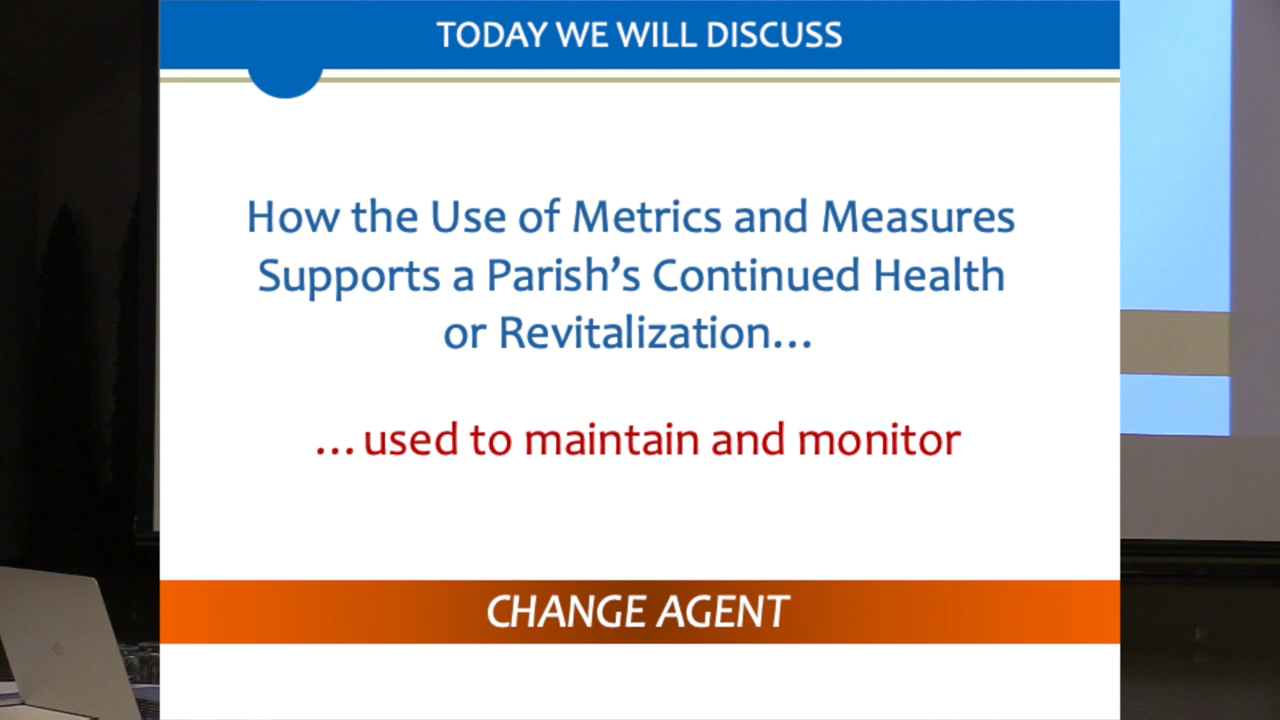 TODAY WE WILL DISCUSS
How the Use of Metrics and Measures
Supports a Parish’s Continued Health
or Revitalization…
…used to maintain and monitor
CHANGE AGENT